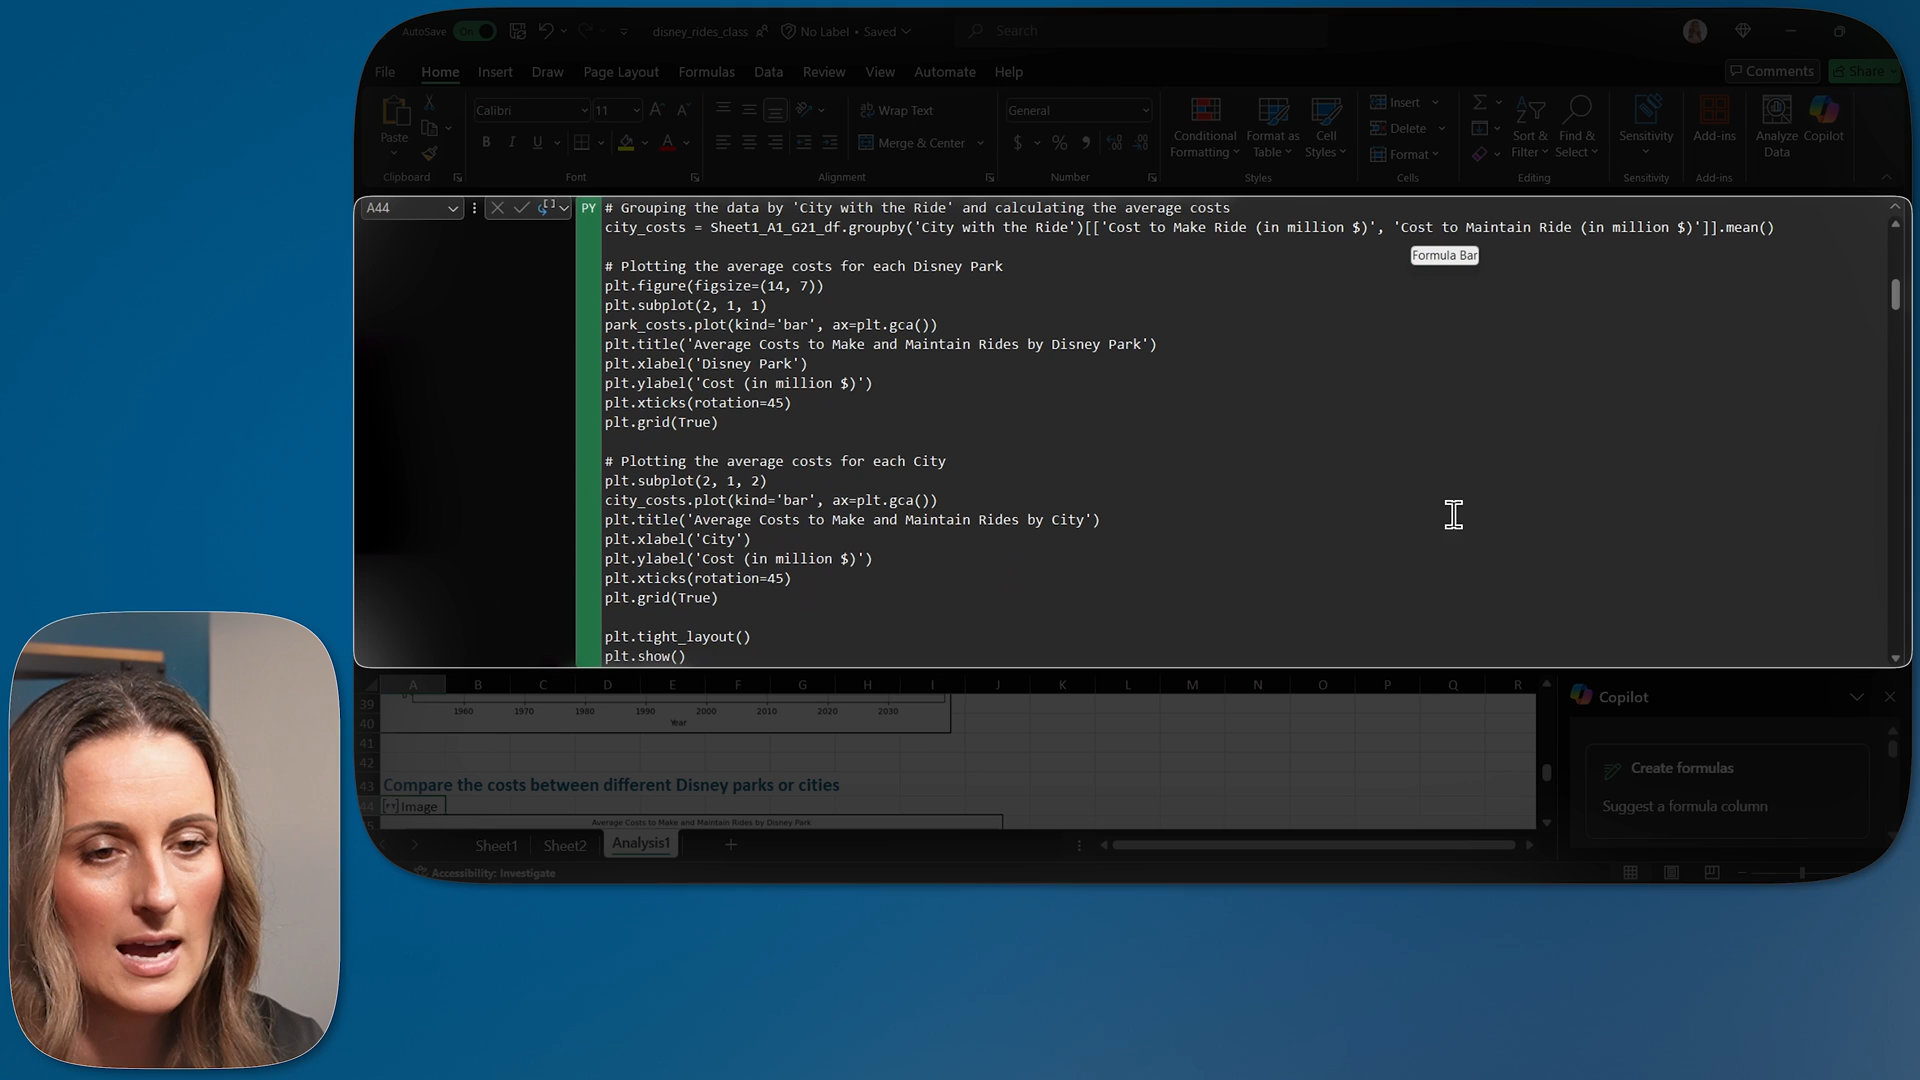 AutoSave On disney_rides_class No Label • Saved Search
File Home Insert Draw Page Layout Formulas Data Review View Automate Help Comments Share
Paste Calibri 11 Wrap Text General Insert
B I U Merge & Center $ % Conditional Formatting Format as Table Cell Styles Delete Format Sort & Filter Find & Select Sensitivity Add-ins Analyze Data Copilot
Clipboard Font Alignment Number Styles Cells Editing Sensitivity Add-ins
A44 PY # Grouping the data by 'City with the Ride' and calculating the average costs
city_costs = Sheet1_A1_G21_df.groupby('City with the Ride')[['Cost to Make Ride (in million $)', 'Cost to Maintain Ride (in million $)']].mean()
Formula Bar
# Plotting the average costs for each Disney Park
plt.figure(figsize=(14, 7))
plt.subplot(2, 1, 1)
park_costs.plot(kind='bar', ax=plt.gca())
plt.title('Average Costs to Make and Maintain Rides by Disney Park')
plt.xlabel('Disney Park')
plt.ylabel('Cost (in million $)')
plt.xticks(rotation=45)
plt.grid(True)
# Plotting the average costs for each City
plt.subplot(2, 1, 2)
city_costs.plot(kind='bar', ax=plt.gca())
plt.title('Average Costs to Make and Maintain Rides by City')
plt.xlabel('City')
plt.ylabel('Cost (in million $)')
plt.xticks(rotation=45)
plt.grid(True)
plt.tight_layout()
plt.show()
A B C D E F G H I J K L M N O P Q R
39
1960 1970 1980 1990 2000 2010 2020 2030
40 Year
41
42
43 Compare the costs between different Disney parks or cities
44 Image
Average Costs to Make and Maintain Rides by Disney Park
Copilot
Create formulas
Suggest a formula column
Sheet1 Sheet2 Analysis1
Accessibility: Investigate